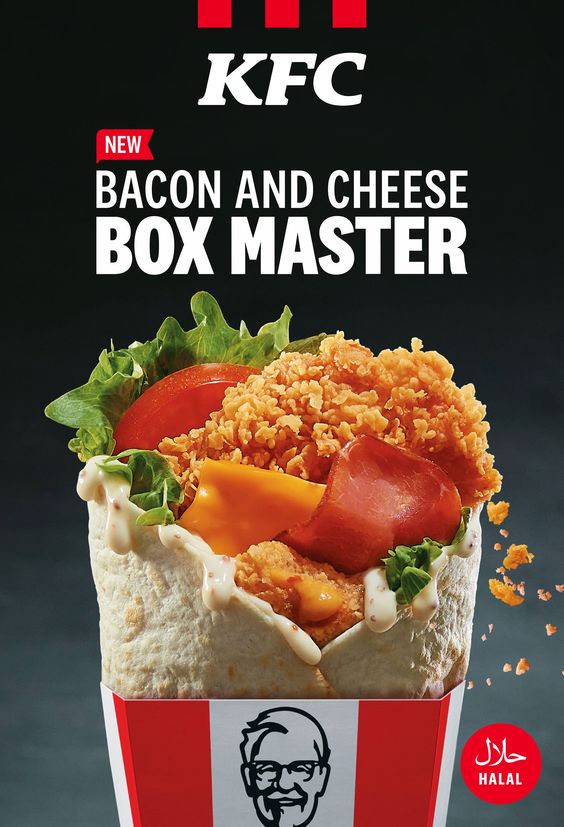 KFC
NEW
BACON AND CHEESE
BOX MASTER
حلال
HALAL